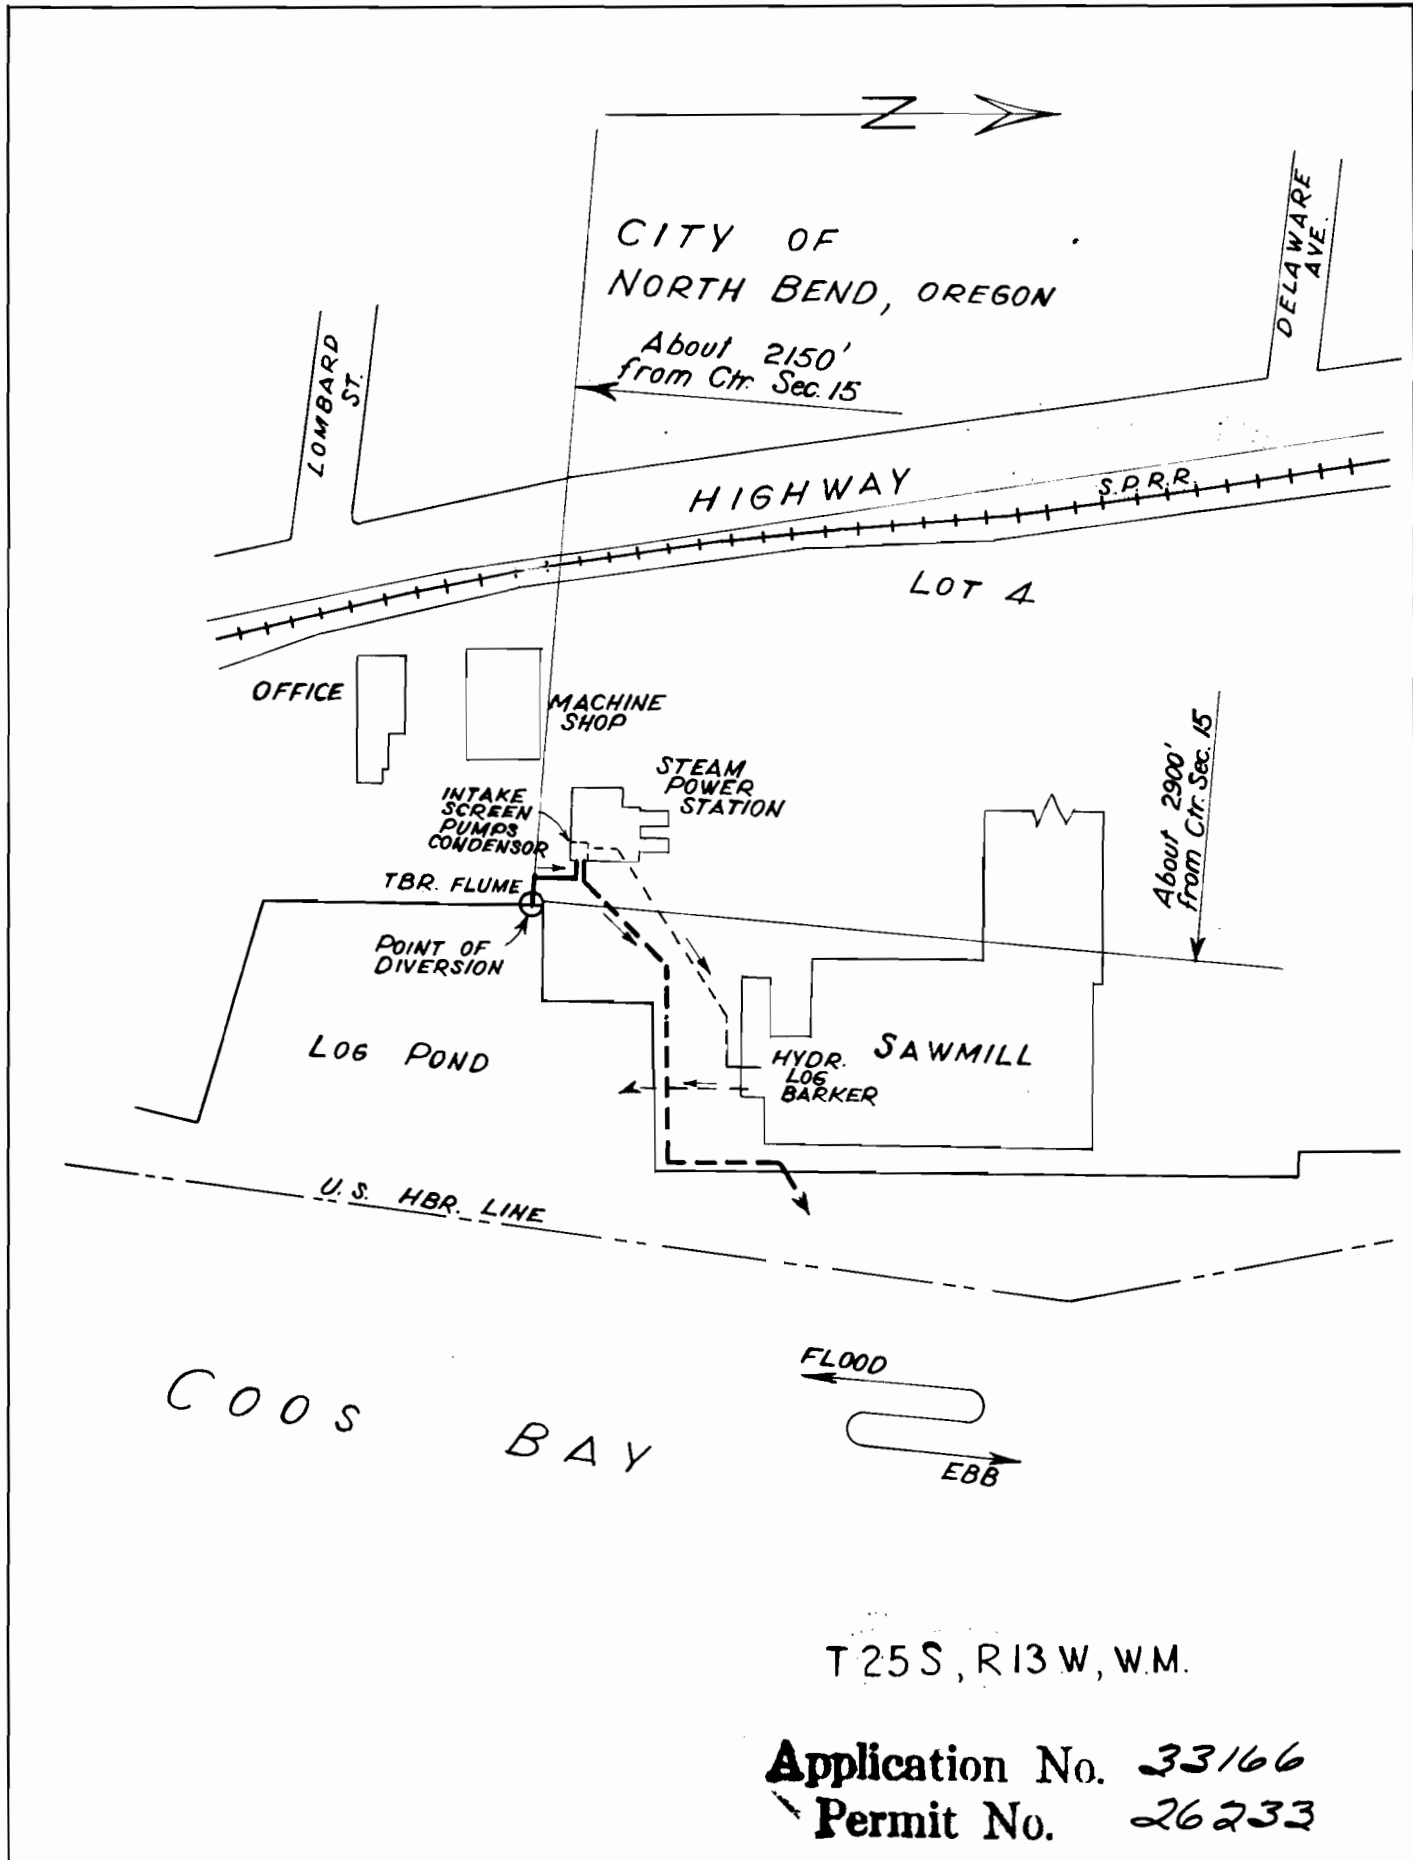 N
CITY OF
NORTH BEND, OREGON
About 2150'
from Ctr. Sec. 15
DELAWARE
AVE.
LOMBARD
ST.
HIGHWAY
S.P.R.R.
LOT 4
OFFICE
MACHINE
SHOP
STEAM
POWER
STATION
INTAKE
SCREEN
PUMPS
CONDENSOR
About 2900'
from Ctr. Sec. 15
TBR. FLUME
POINT OF
DIVERSION
LOG POND
SAWMILL
HYDR.
LOG
BARKER
U.S. HBR. LINE
FLOOD
EBB
COOS BAY
T 25 S, R 13 W, W.M.
Application No. 33166
Permit No. 26233